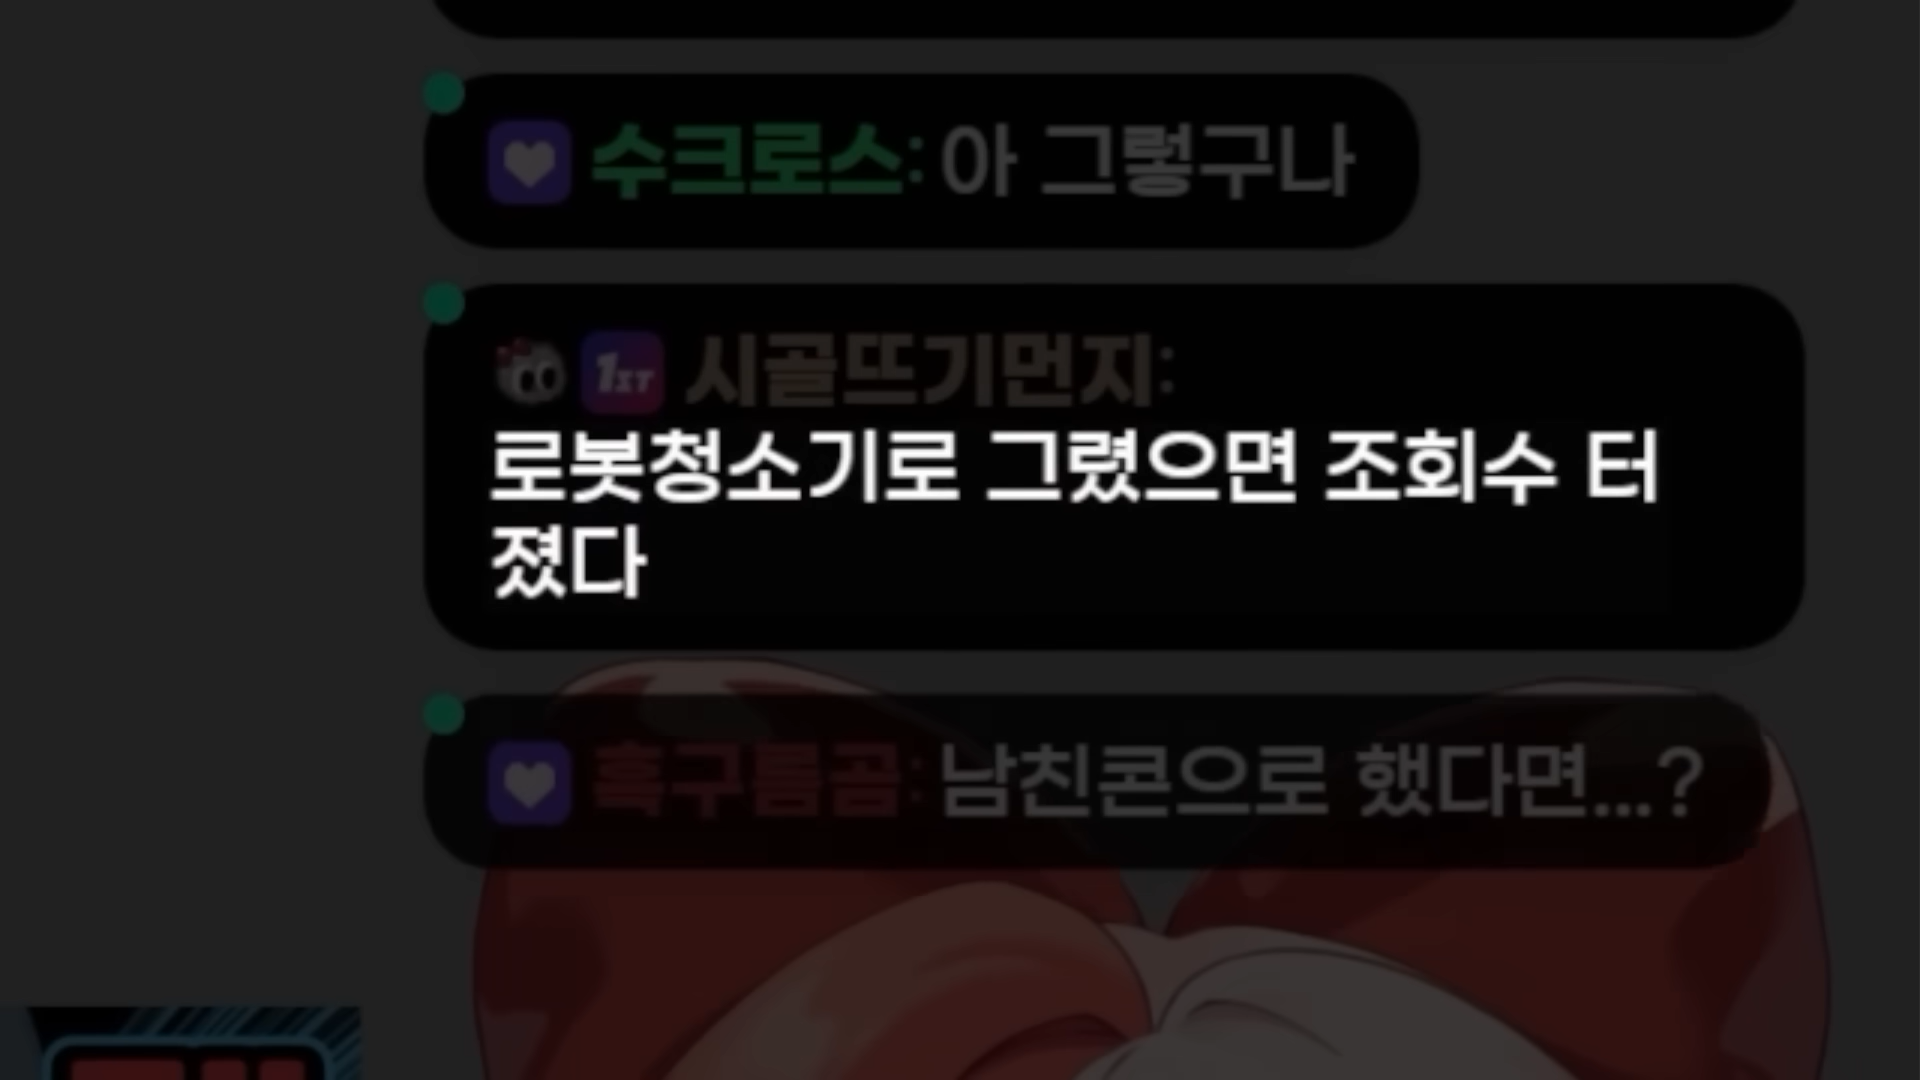 수크로스: 아 그렇구나
1ST 시골뜨기먼지:
로봇청소기로 그렸으면 조회수 터
졌다
흑구름곰: 남친콘으로 했다면...?